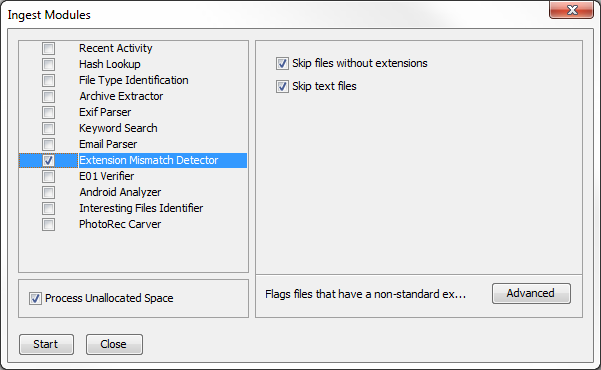 Ingest Modules
Recent Activity
Hash Lookup
File Type Identification
Archive Extractor
Exif Parser
Keyword Search
Email Parser
Extension Mismatch Detector
E01 Verifier
Android Analyzer
Interesting Files Identifier
PhotoRec Carver
Process Unallocated Space
Skip files without extensions
Skip text files
Flags files that have a non-standard ex...
Advanced
Start
Close